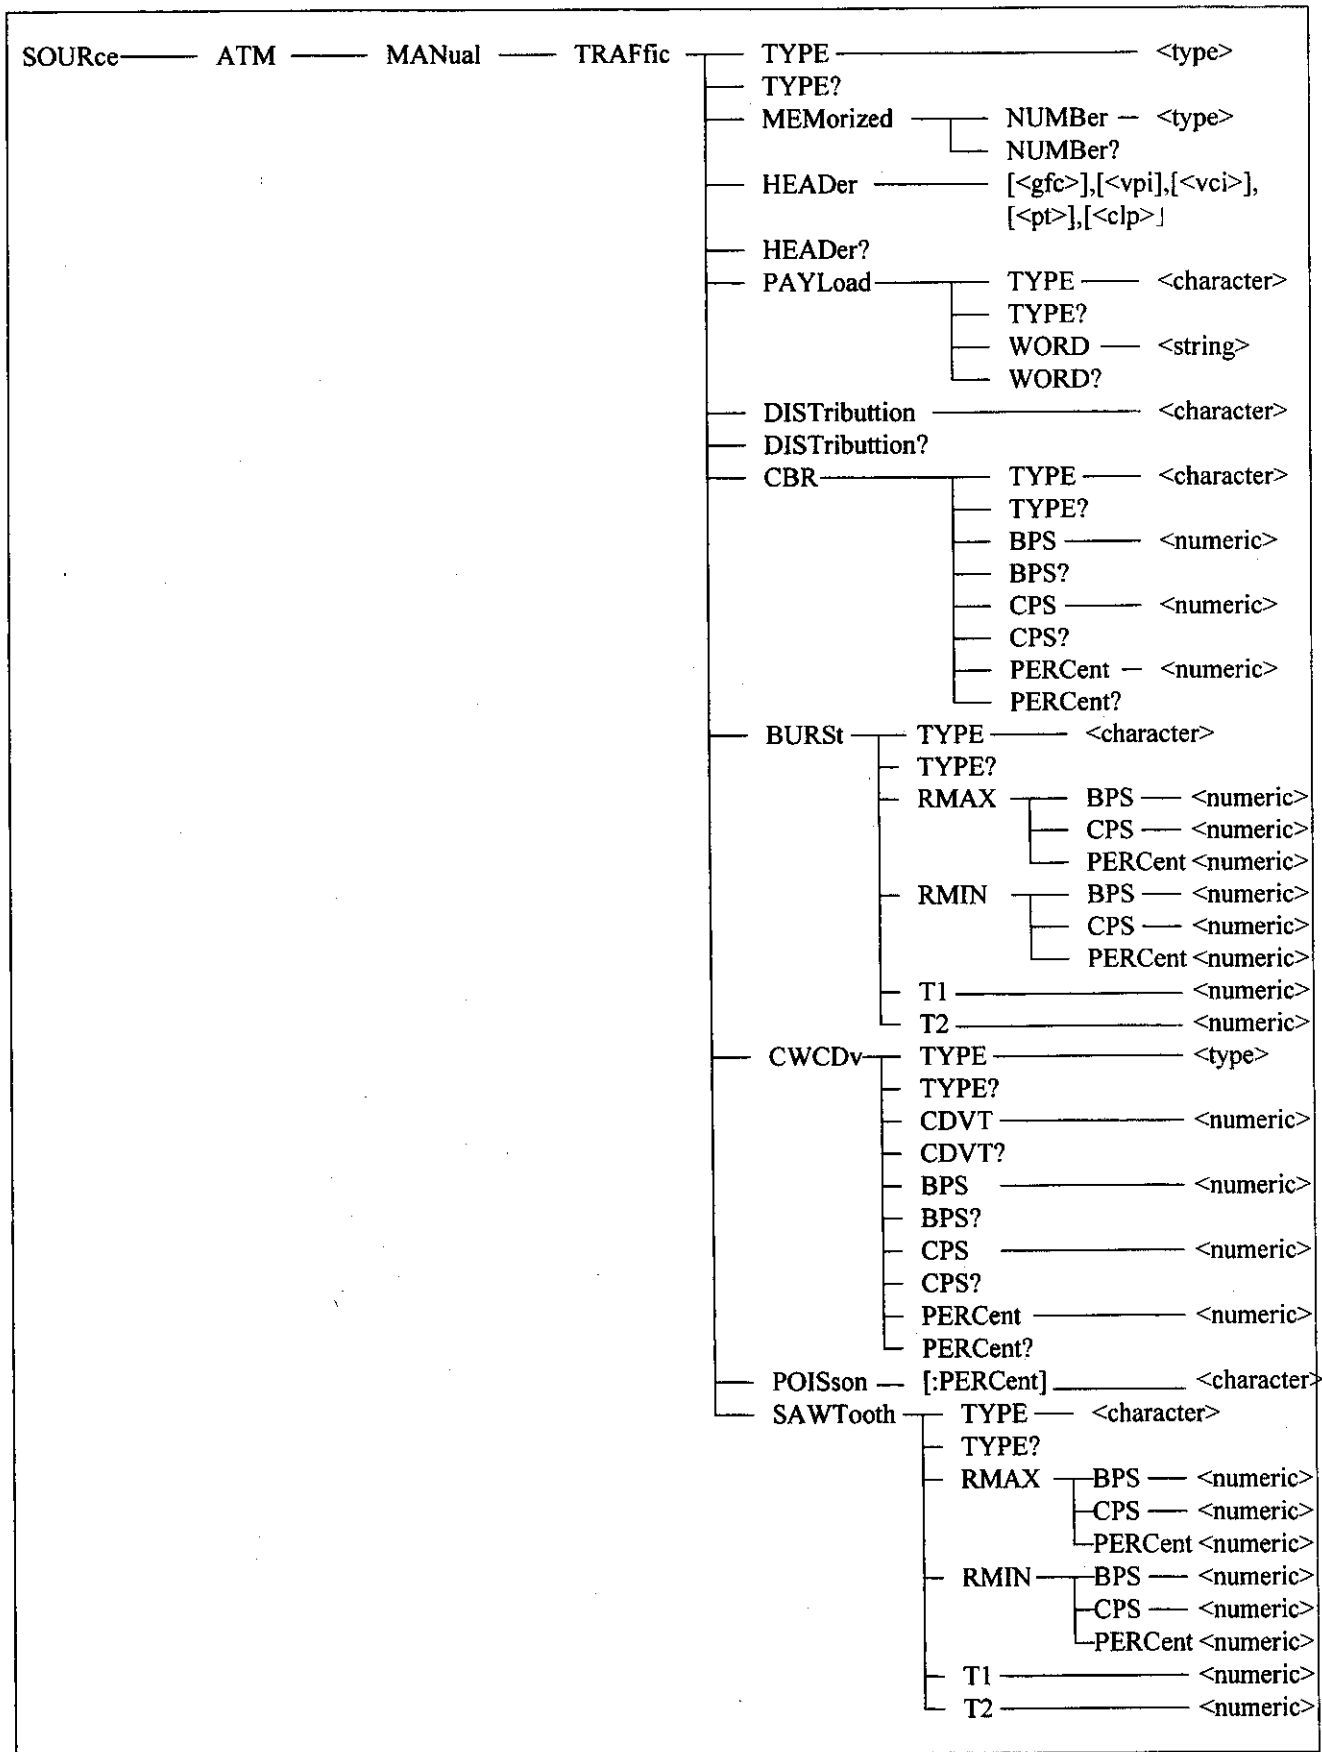 SOURce ATM MANual TRAFfic TYPE <type>
TYPE?
MEMorized NUMBer <type>
NUMBer?
HEADer [<gfc>],[<vpi],[<vci>],
[<pt>],[<clp>]
HEADer?
PAYLoad TYPE <character>
TYPE?
WORD <string>
WORD?
DISTributtion <character>
DISTributtion?
CBR TYPE <character>
TYPE?
BPS <numeric>
BPS?
CPS <numeric>
CPS?
PERCent <numeric>
PERCent?
BURSt TYPE <character>
TYPE?
RMAX BPS <numeric>
CPS <numeric>
PERCent <numeric>
RMIN BPS <numeric>
CPS <numeric>
PERCent <numeric>
T1 <numeric>
T2 <numeric>
CWCDv TYPE <type>
TYPE?
CDVT <numeric>
CDVT?
BPS <numeric>
BPS?
CPS <numeric>
CPS?
PERCent <numeric>
PERCent?
POISson [:PERCent] <character>
SAWTooth TYPE <character>
TYPE?
RMAX BPS <numeric>
CPS <numeric>
PERCent <numeric>
RMIN BPS <numeric>
CPS <numeric>
PERCent <numeric>
T1 <numeric>
T2 <numeric>